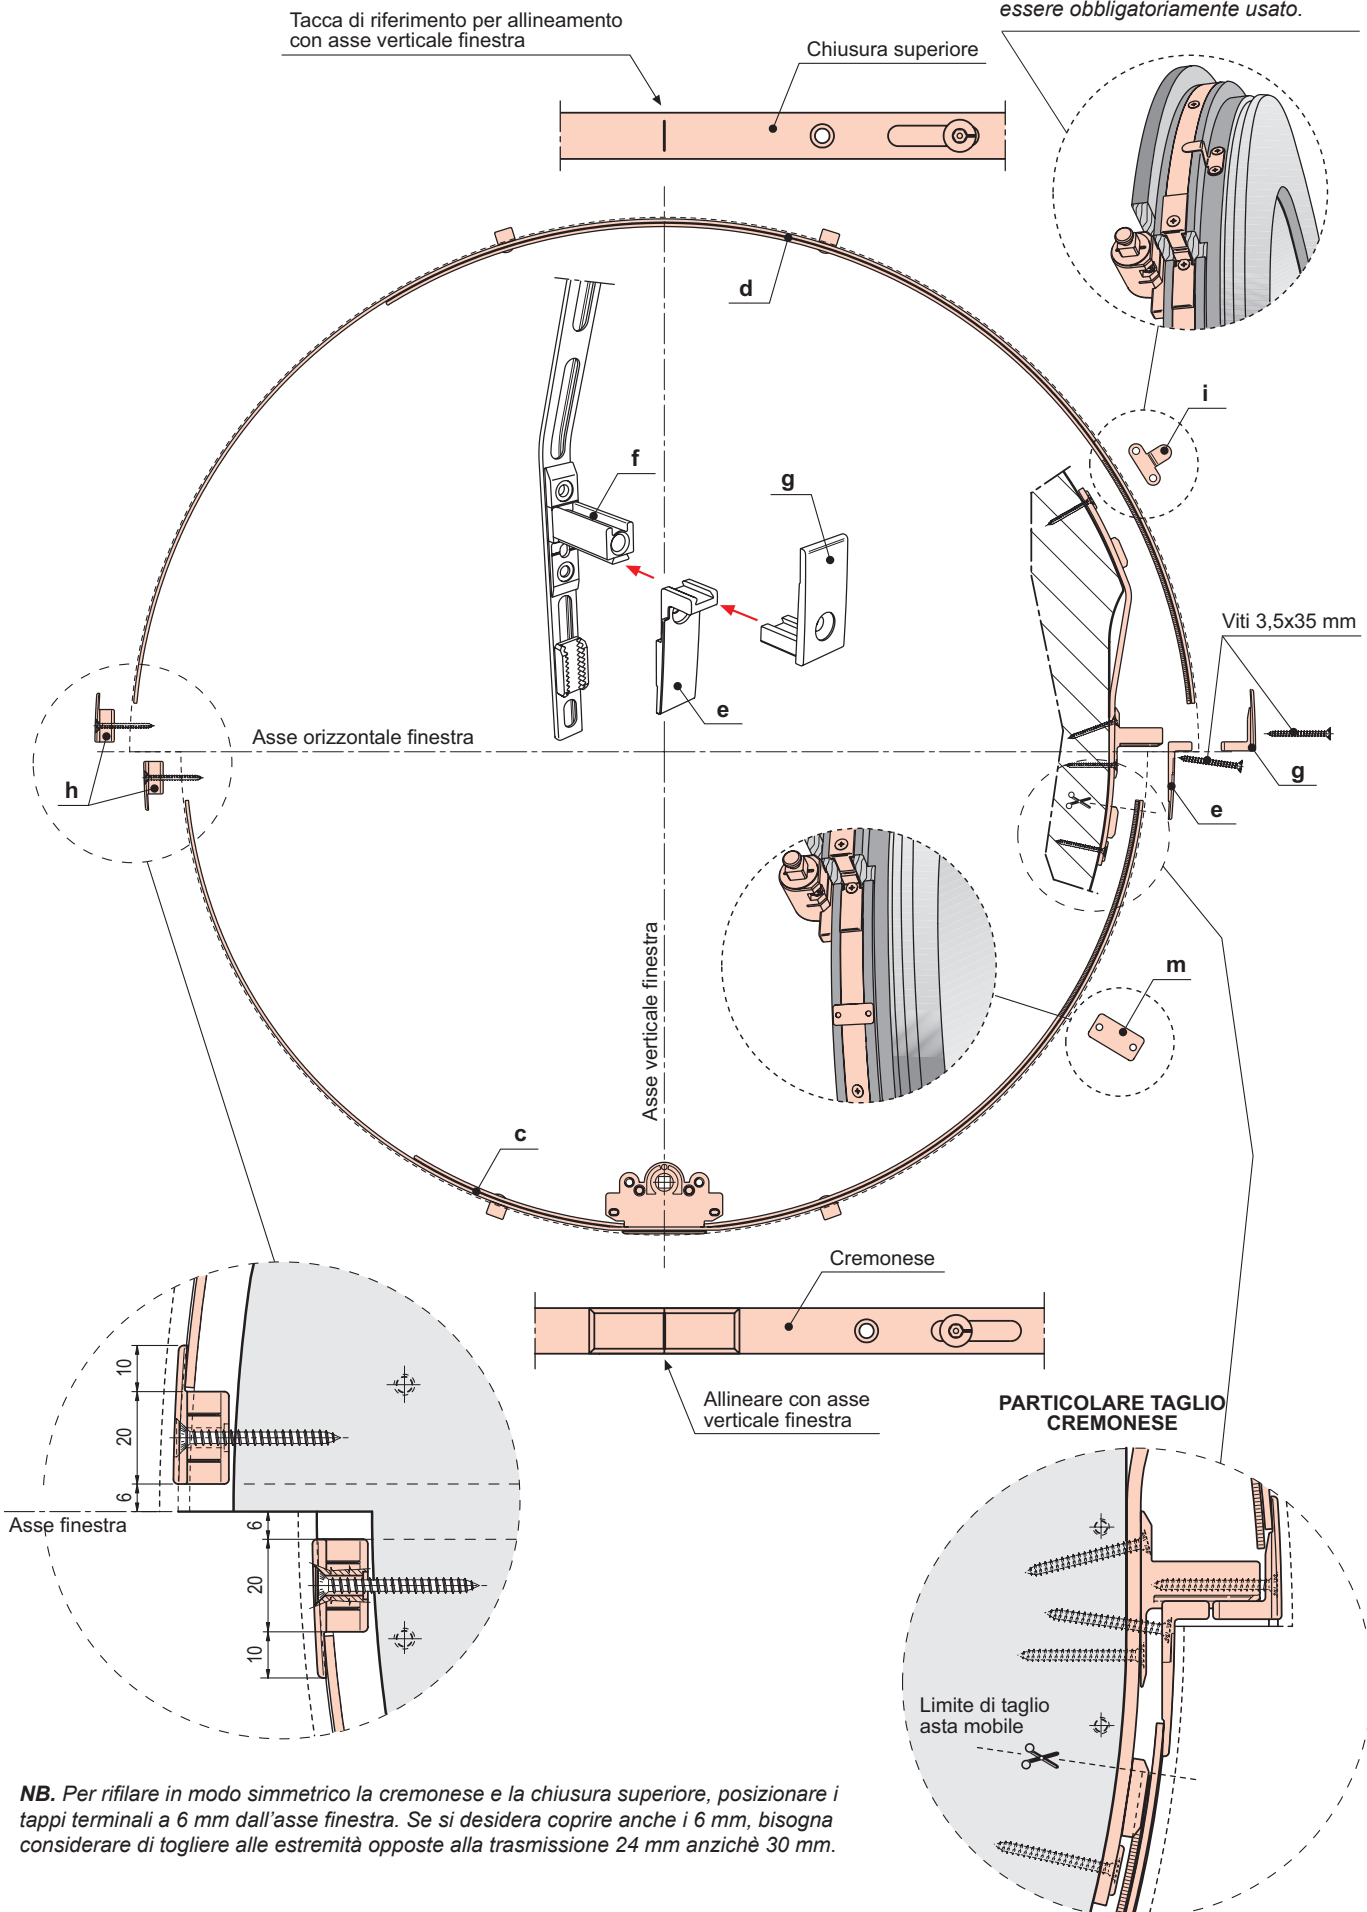 essere obbligatoriamente usato.
Tacca di riferimento per allineamento
con asse verticale finestra
Chiusura superiore
d
i
f
g
Viti 3,5x35 mm
e
Asse orizzontale finestra
h
g
e
Asse verticale finestra
m
c
Cremonese
Allineare con asse
verticale finestra
PARTICOLARE TAGLIO
CREMONESE
10
20
6
Asse finestra
6
20
10
Limite di taglio
asta mobile
NB. Per rifilare in modo simmetrico la cremonese e la chiusura superiore, posizionare i
tappi terminali a 6 mm dall'asse finestra. Se si desidera coprire anche i 6 mm, bisogna
considerare di togliere alle estremità opposte alla trasmissione 24 mm anzichè 30 mm.